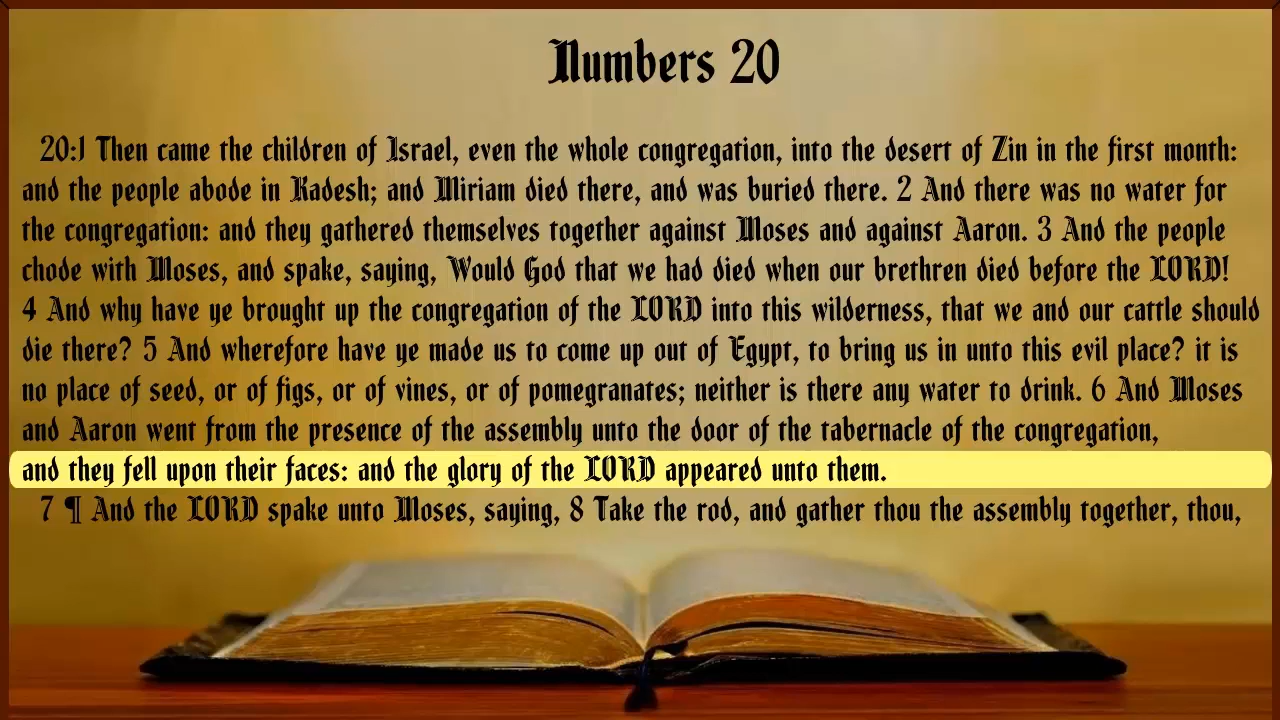 Numbers 20
20:1 Then came the children of Israel, even the whole congregation, into the desert of Zin in the first month:
and the people abode in Kadesh; and Miriam died there, and was buried there. 2 And there was no water for
the congregation: and they gathered themselves together against Moses and against Aaron. 3 And the people
chode with Moses, and spake, saying, Would God that we had died when our brethren died before the LORD!
4 And why have ye brought up the congregation of the LORD into this wilderness, that we and our cattle should
die there? 5 And wherefore have ye made us to come up out of Egypt, to bring us in unto this evil place? it is
no place of seed, or of figs, or of vines, or of pomegranates; neither is there any water to drink. 6 And Moses
and Aaron went from the presence of the assembly unto the door of the tabernacle of the congregation,
and they fell upon their faces: and the glory of the LORD appeared unto them.
7 ¶ And the LORD spake unto Moses, saying, 8 Take the rod, and gather thou the assembly together, thou,